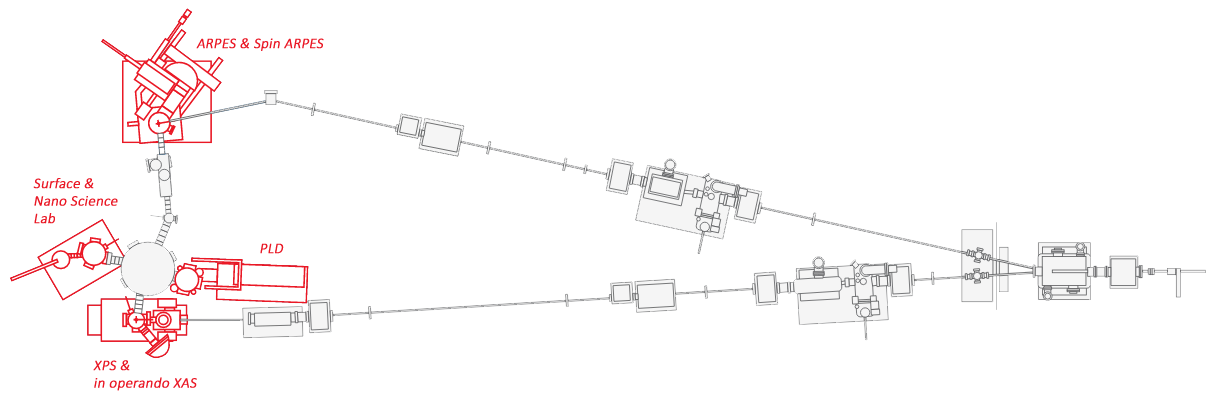 ARPES & Spin ARPES
Surface &
Nano Science
Lab
PLD
XPS &
in operando XAS